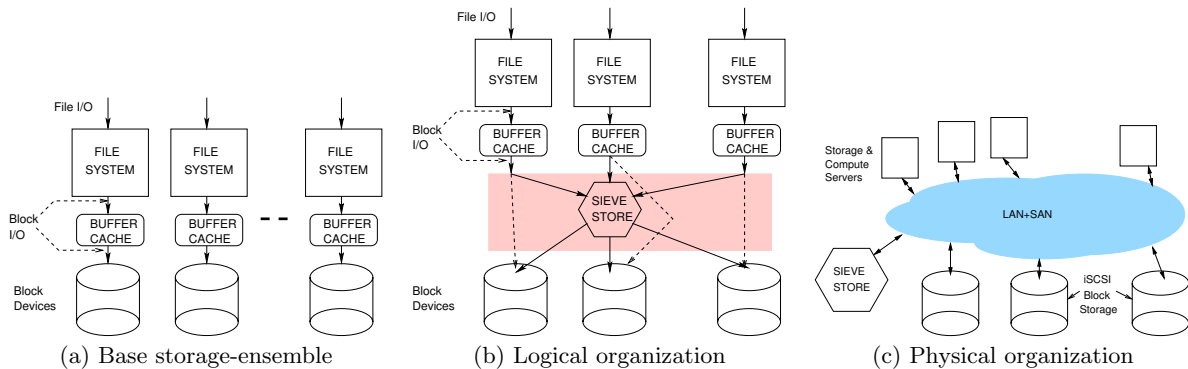 File I/O
FILE
SYSTEM
FILE
SYSTEM
FILE
SYSTEM
Block
I/O
BUFFER
CACHE
BUFFER
CACHE
BUFFER
CACHE
Block
Devices
(a) Base storage-ensemble
File I/O
FILE
SYSTEM
FILE
SYSTEM
FILE
SYSTEM
Block
I/O
BUFFER
CACHE
BUFFER
CACHE
BUFFER
CACHE
SIEVE
STORE
Block
Devices
(b) Logical organization
Storage &
Compute
Servers
LAN+SAN
SIEVE
STORE
iSCSI
Block
Storage
(c) Physical organization